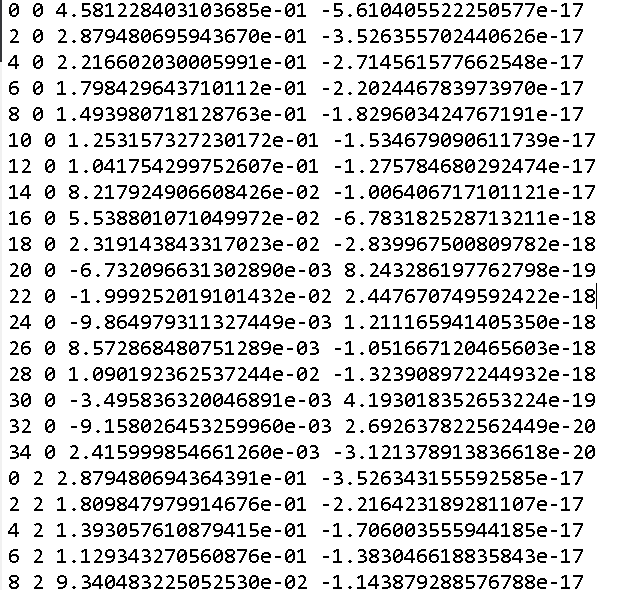 0 0 4.581228403103685e-01 -5.610405522250577e-17
2 0 2.879480695943670e-01 -3.526355702440626e-17
4 0 2.216602030005991e-01 -2.714561577662548e-17
6 0 1.798429643710112e-01 -2.202446783973970e-17
8 0 1.493980718128763e-01 -1.829603424767191e-17
10 0 1.253157327230172e-01 -1.534679090611739e-17
12 0 1.041754299752607e-01 -1.275784680292474e-17
14 0 8.217924906608426e-02 -1.006406717101121e-17
16 0 5.538801071049972e-02 -6.783182528713211e-18
18 0 2.319143843317023e-02 -2.839967500809782e-18
20 0 -6.732096631302890e-03 8.243286197762798e-19
22 0 -1.999252019101432e-02 2.447670749592422e-18
24 0 -9.864979311327449e-03 1.211165941405350e-18
26 0 8.572868480751289e-03 -1.051667120465603e-18
28 0 1.090192362537244e-02 -1.323908972244932e-18
30 0 -3.495836320046891e-03 4.193018352653224e-19
32 0 -9.158026453259960e-03 2.692637822562449e-20
34 0 2.415999854661260e-03 -3.121378913836618e-20
0 2 2.879480694364391e-01 -3.526343155592585e-17
2 2 1.809847979914676e-01 -2.216423189281107e-17
4 2 1.393057610879415e-01 -1.706003555944185e-17
6 2 1.129343270560876e-01 -1.383046618835843e-17
8 2 9.340483225052530e-02 -1.143879288576788e-17